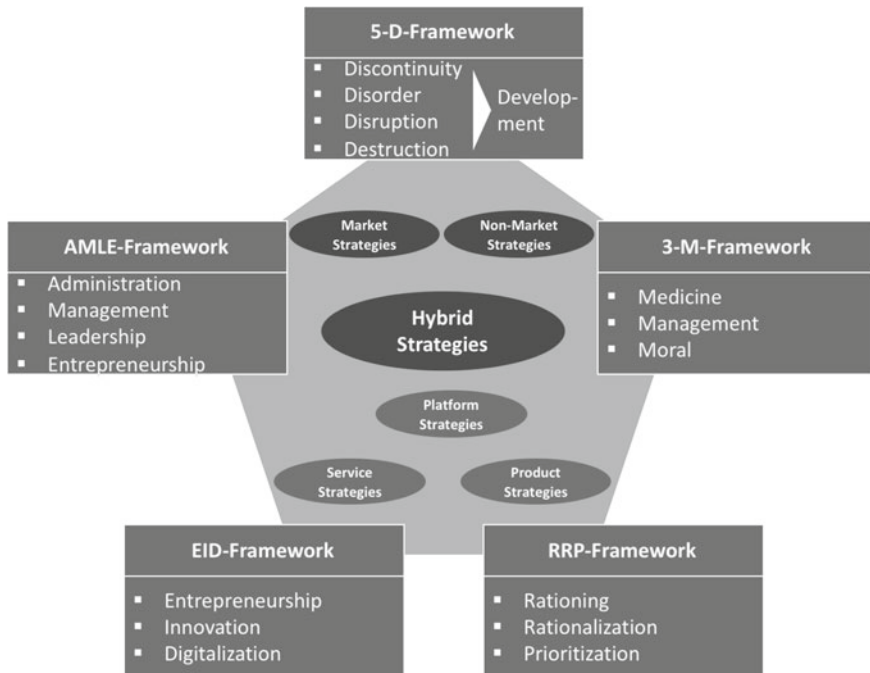 5-D-Framework
▪ Discontinuity
▪ Disorder
▪ Disruption
▪ Destruction
Develop-
ment
Market
Strategies
Non-Market
Strategies
AMLE-Framework
▪ Administration
▪ Management
▪ Leadership
▪ Entrepreneurship
3-M-Framework
▪ Medicine
▪ Management
▪ Moral
Hybrid
Strategies
Platform
Strategies
Service
Strategies
Product
Strategies
EID-Framework
▪ Entrepreneurship
▪ Innovation
▪ Digitalization
RRP-Framework
▪ Rationing
▪ Rationalization
▪ Prioritization